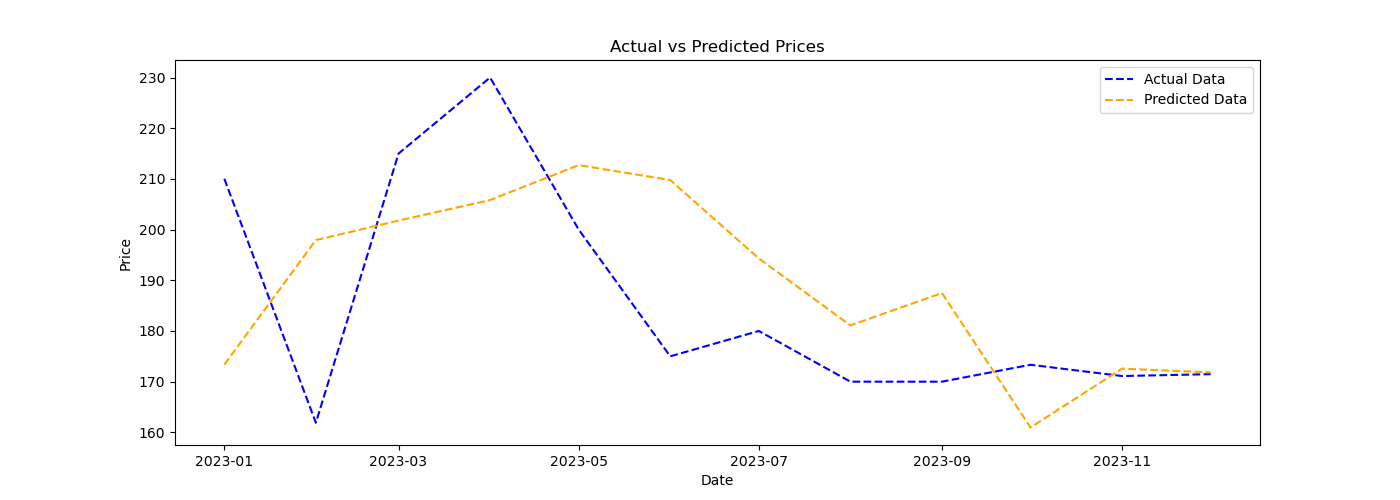 Actual vs Predicted Prices
Actual Data
Predicted Data
Price
230
220
210
200
190
180
170
160
2023-01 2023-03 2023-05 2023-07 2023-09 2023-11
Date